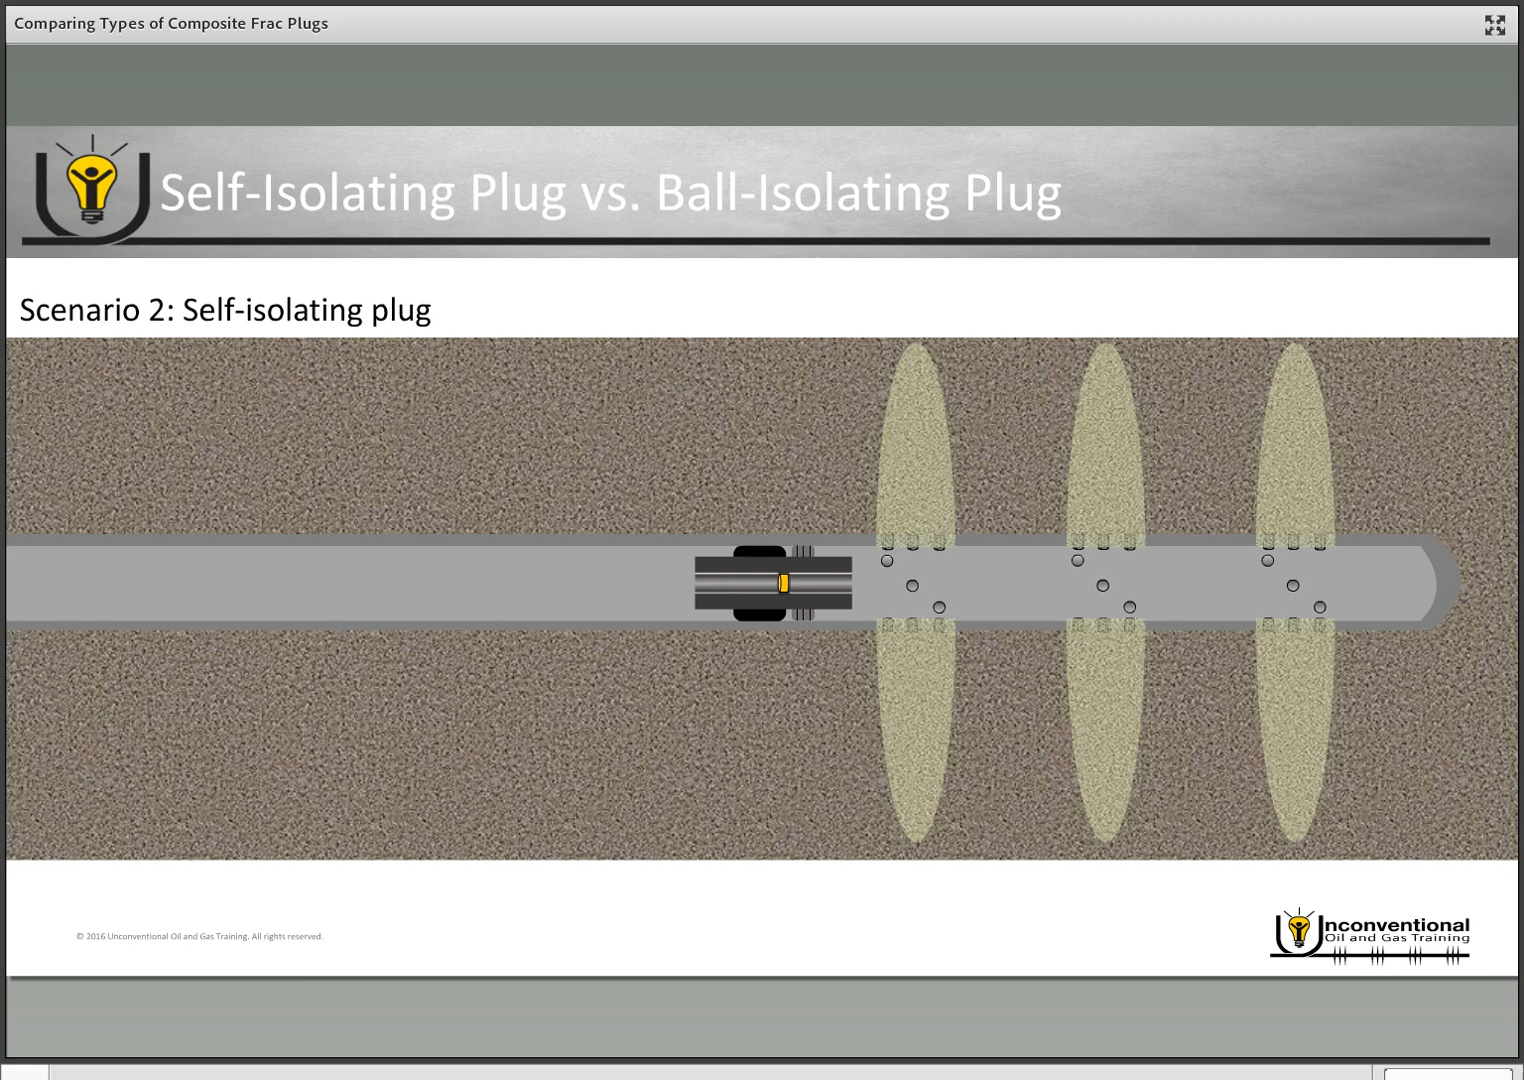 Comparing Types of Composite Frac Plugs
Self-Isolating Plug vs. Ball-Isolating Plug
Scenario 2: Self-isolating plug
© 2016 Unconventional Oil and Gas Training. All rights reserved.
Unconventional
Oil and Gas Training